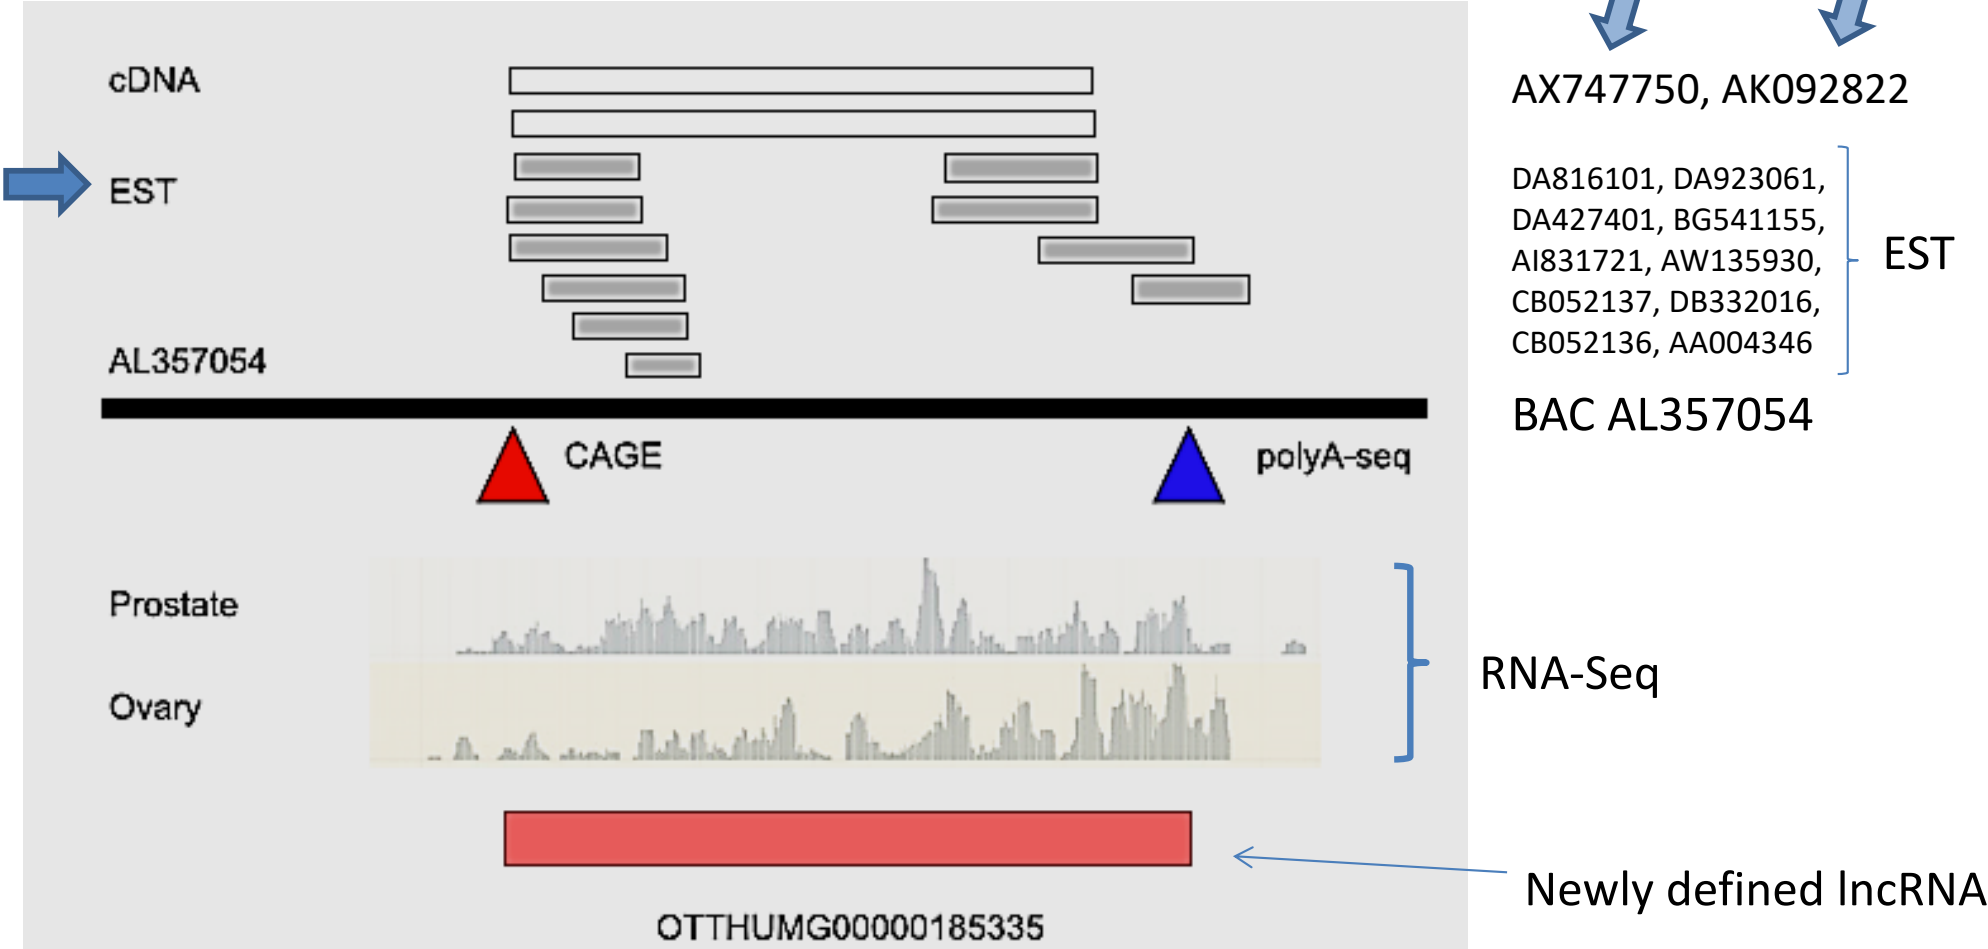 cDNA
AX747750, AK092822
EST
DA816101, DA923061,
DA427401, BG541155,
AI831721, AW135930,
CB052137, DB332016,
CB052136, AA004346
EST
AL357054
BAC AL357054
CAGE
polyA-seq
Prostate
Ovary
RNA-Seq
Newly defined lncRNA
OTTHUMG00000185335